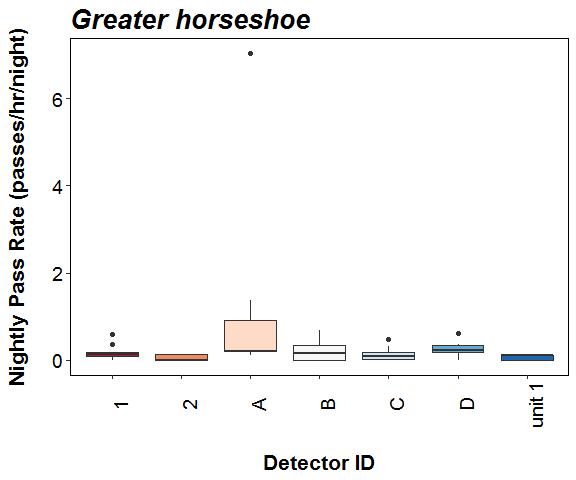 Greater horseshoe
Nightly Pass Rate (passes/hr/night)
6
4
2
0
1
2
A
B
C
D
unit 1
Detector ID